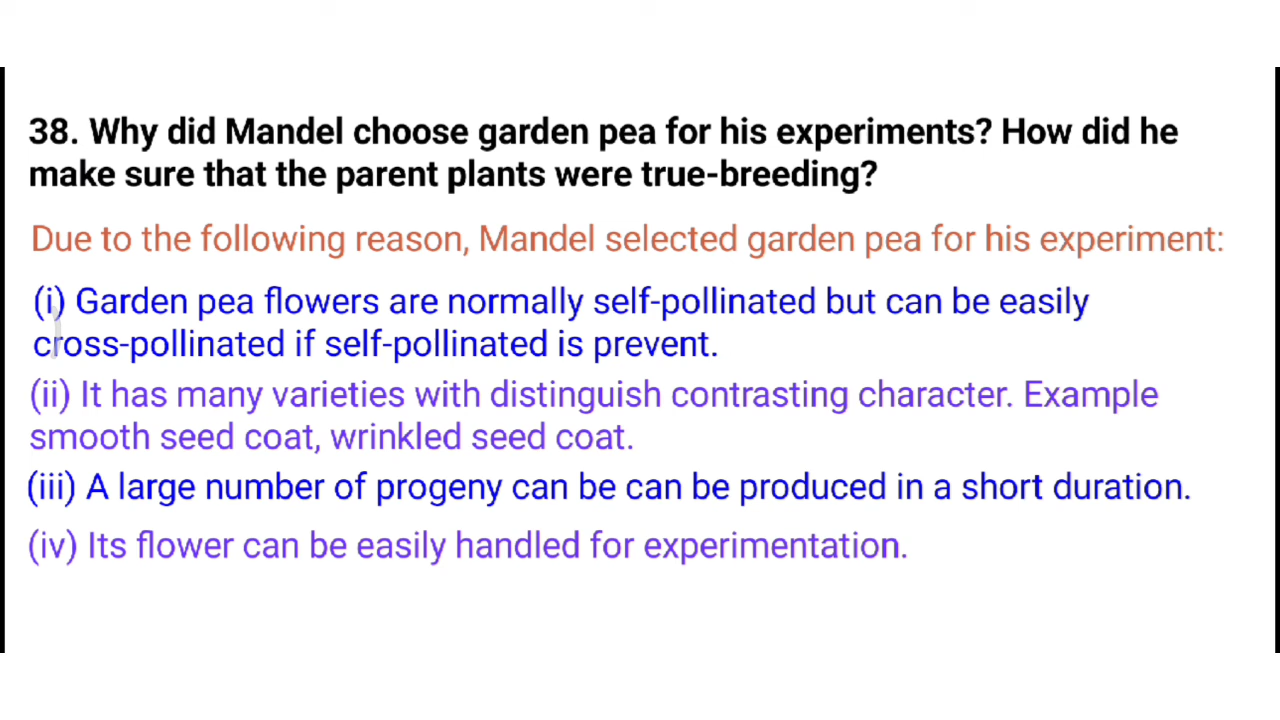 38. Why did Mandel choose garden pea for his experiments? How did he
make sure that the parent plants were true-breeding?
Due to the following reason, Mandel selected garden pea for his experiment:
(i) Garden pea flowers are normally self-pollinated but can be easily
cross-pollinated if self-pollinated is prevent.
(ii) It has many varieties with distinguish contrasting character. Example
smooth seed coat, wrinkled seed coat.
(iii) A large number of progeny can be can be produced in a short duration.
(iv) Its flower can be easily handled for experimentation.